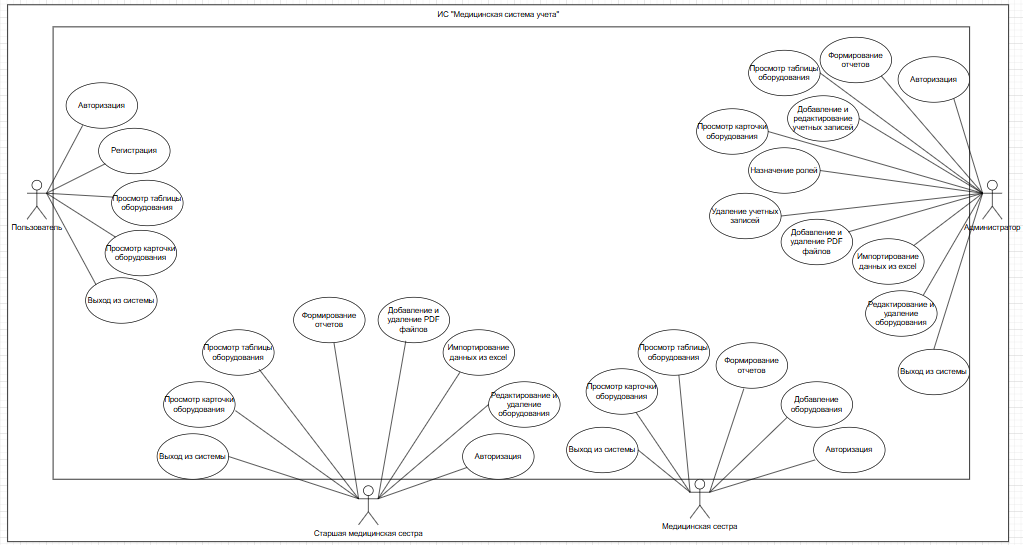 ИС "Медицинская система учета"
Авторизация
Регистрация
Просмотр таблицы
оборудования
Просмотр карточки
оборудования
Выход из системы
Пользователь
Просмотр таблицы
оборудования
Формирование
отчетов
Авторизация
Добавление и
редактирование
учетных записей
Просмотр карточки
оборудования
Назначение ролей
Удаление учетных
записей
Добавление и
удаление PDF
файлов
Импортирование
данных из excel
Редактирование и
удаление
оборудования
Выход из системы
Администратор
Просмотр таблицы
оборудования
Формирование
отчетов
Добавление и
удаление PDF
файлов
Импортирование
данных из excel
Просмотр карточки
оборудования
Редактирование и
удаление
оборудования
Выход из системы
Авторизация
Старшая медицинская сестра
Просмотр таблицы
оборудования
Формирование
отчетов
Просмотр карточки
оборудования
Добавление
оборудования
Выход из системы
Авторизация
Медицинская сестра